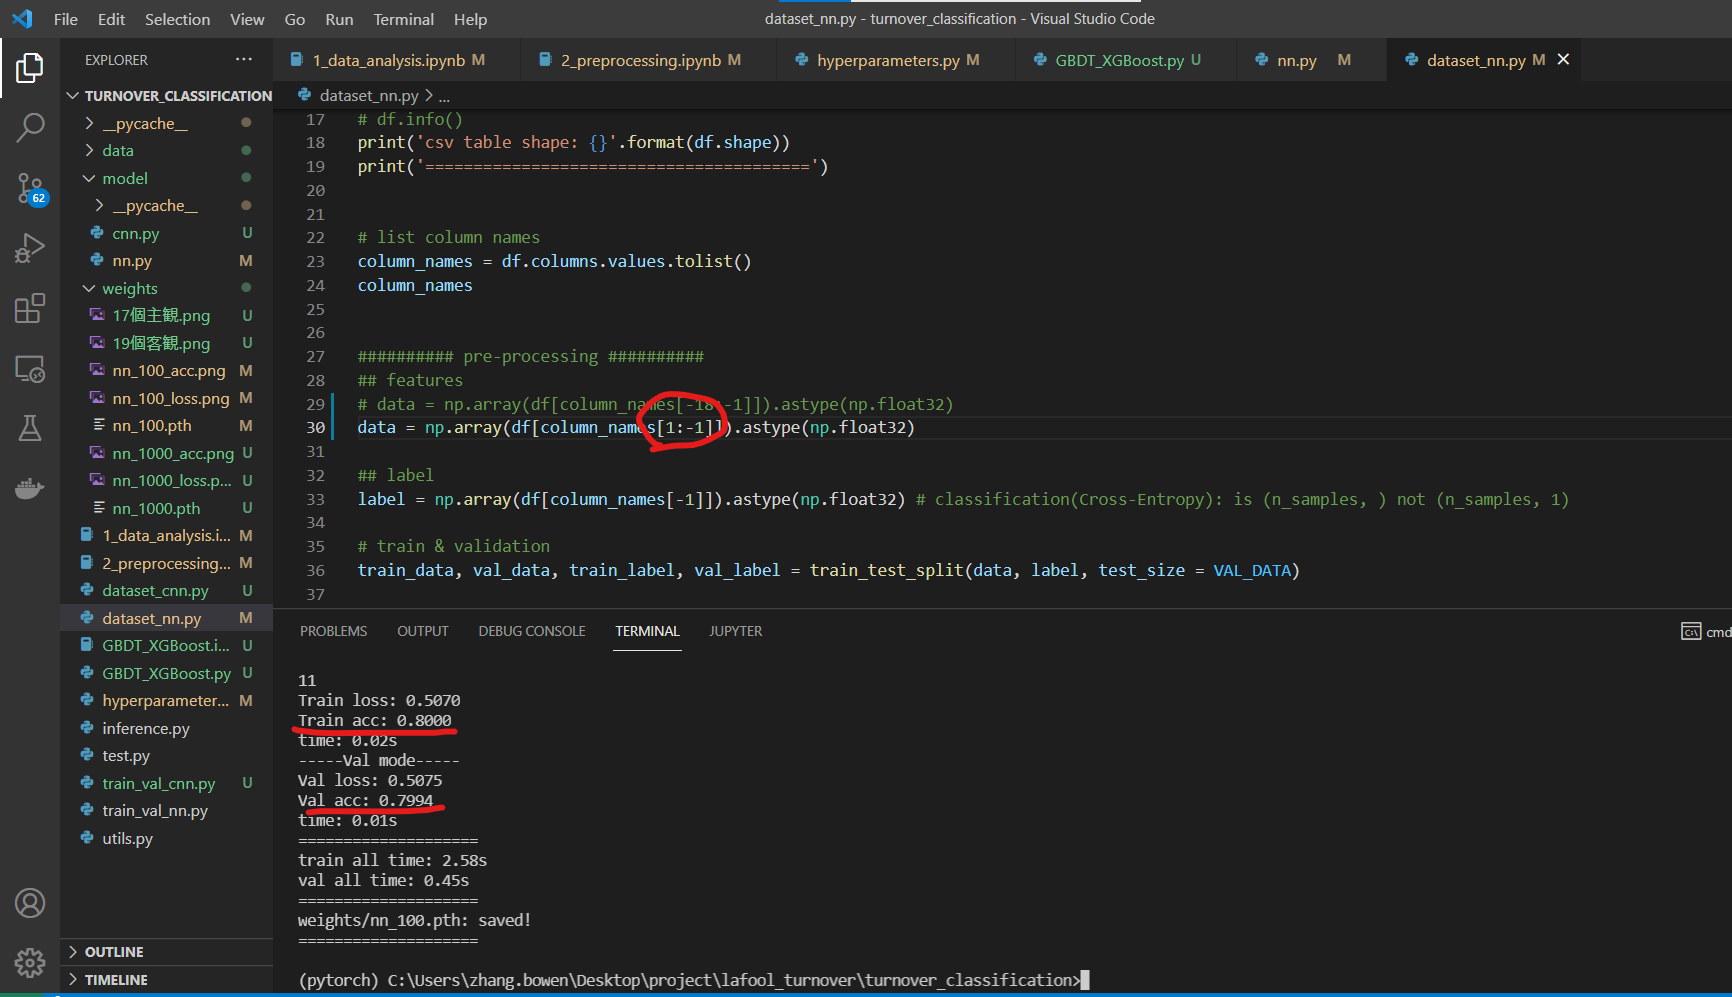 File Edit Selection View Go Run Terminal Help
dataset_nn.py - turnover_classification - Visual Studio Code
EXPLORER ...
1_data_analysis.ipynb M
2_preprocessing.ipynb M
hyperparameters.py M
GBDT_XGBoost.py U
nn.py M
dataset_nn.py M
TURNOVER_CLASSIFICATION
__pycache__
data
model
__pycache__
cnn.py U
nn.py M
weights
17個主観.png U
19個客観.png U
nn_100_acc.png M
nn_100_loss.png M
nn_100.pth M
nn_1000_acc.png U
nn_1000_loss.p... U
nn_1000.pth U
1_data_analysis.i... M
2_preprocessing... M
dataset_cnn.py U
dataset_nn.py M
GBDT_XGBoost.i... U
GBDT_XGBoost.py U
hyperparameter... M
inference.py
test.py
train_val_cnn.py U
train_val_nn.py
utils.py
OUTLINE
TIMELINE
62
dataset_nn.py > ...
17 # df.info()
18 print('csv table shape: {}'.format(df.shape))
19 print('========================================')
20
21
22 # list column names
23 column_names = df.columns.values.tolist()
24 column_names
25
26
27 ########## pre-processing ##########
28 ## features
29 # data = np.array(df[column_names[-18:-1]]).astype(np.float32)
30 data = np.array(df[column_names[1:-1]]).astype(np.float32)
31
32 ## label
33 label = np.array(df[column_names[-1]]).astype(np.float32) # classification(Cross-Entropy): is (n_samples, ) not (n_samples, 1)
34
35 # train & validation
36 train_data, val_data, train_label, val_label = train_test_split(data, label, test_size = VAL_DATA)
37
PROBLEMS OUTPUT DEBUG CONSOLE TERMINAL JUPYTER
cmd
11
Train loss: 0.5070
Train acc: 0.8000
time: 0.02s
-----Val mode-----
Val loss: 0.5075
Val acc: 0.7994
time: 0.01s
====================
train all time: 2.58s
val all time: 0.45s
====================
weights/nn_100.pth: saved!
====================
(pytorch) C:\Users\zhang.bowen\Desktop\project\lafool_turnover\turnover_classification>